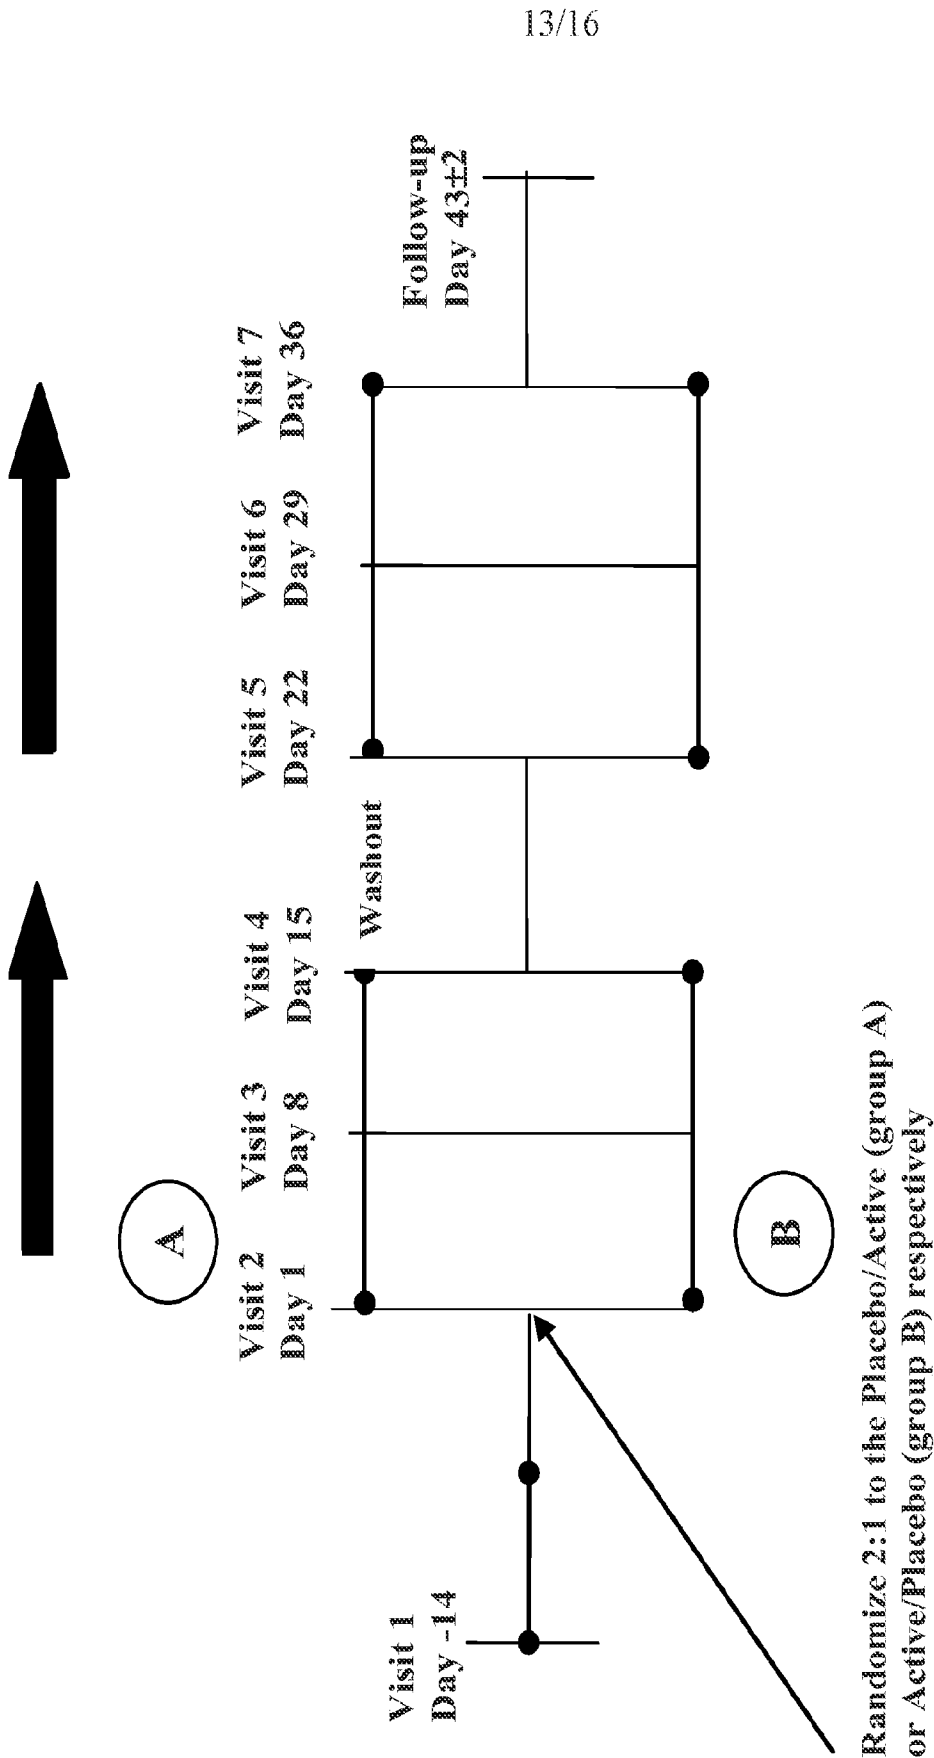 13/16
Visit 1
Day -14
Visit 2
Day 1
Visit 3
Day 8
Visit 4
Day 15
Washout
Visit 5
Day 22
Visit 6
Day 29
Visit 7
Day 36
Follow-up
Day 43±2
A
B
Randomize 2:1 to the Placebo/Active (group A)
or Active/Placebo (group B) respectively